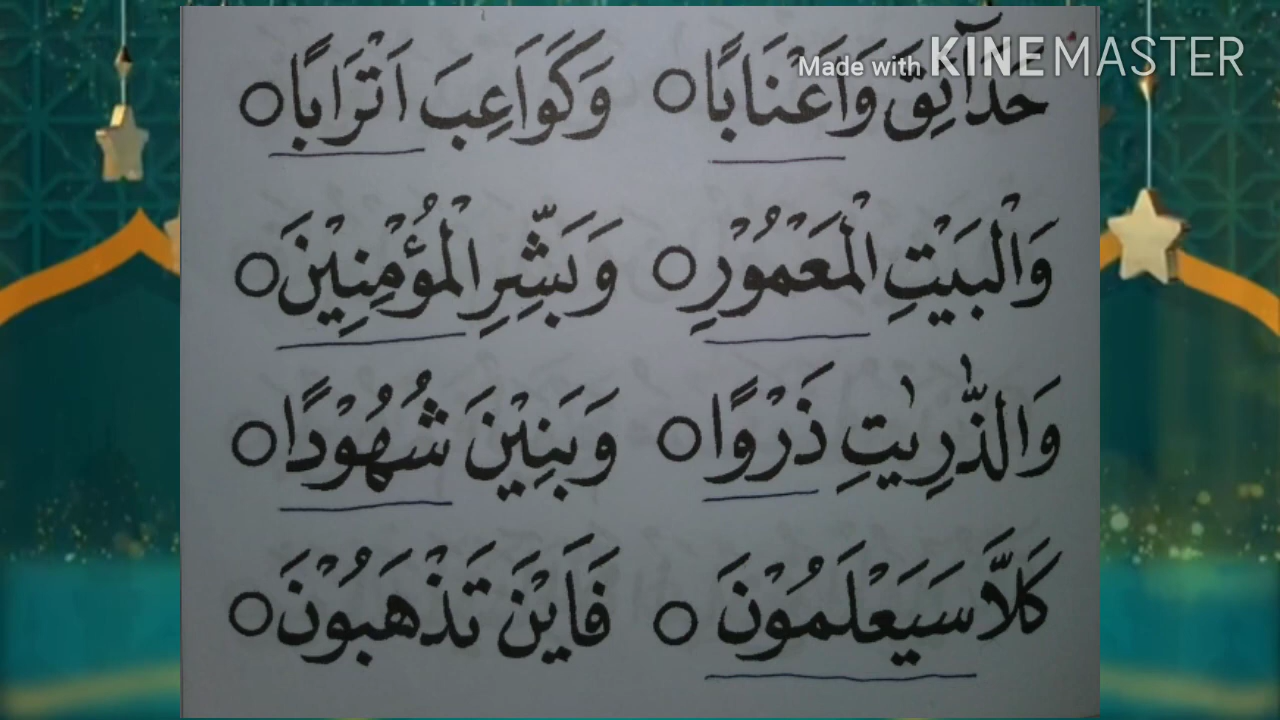 Made with KINEMASTER
حَدَآئِقَ وَاَعْنَابًا ○ وَكَوَاعِبَ اَتْرَابًا ○
وَالْبَيْتِ الْمَعْمُوْرِ ○ وَبَشِّرِ الْمُؤْمِنِيْنَ ○
وَالذّٰرِيٰتِ ذَرْوًا ○ وَبَنِيْنَ شُهُوْدًا ○
كَلَّا سَيَعْلَمُوْنَ ○ فَاَيْنَ تَذْهَبُوْنَ ○